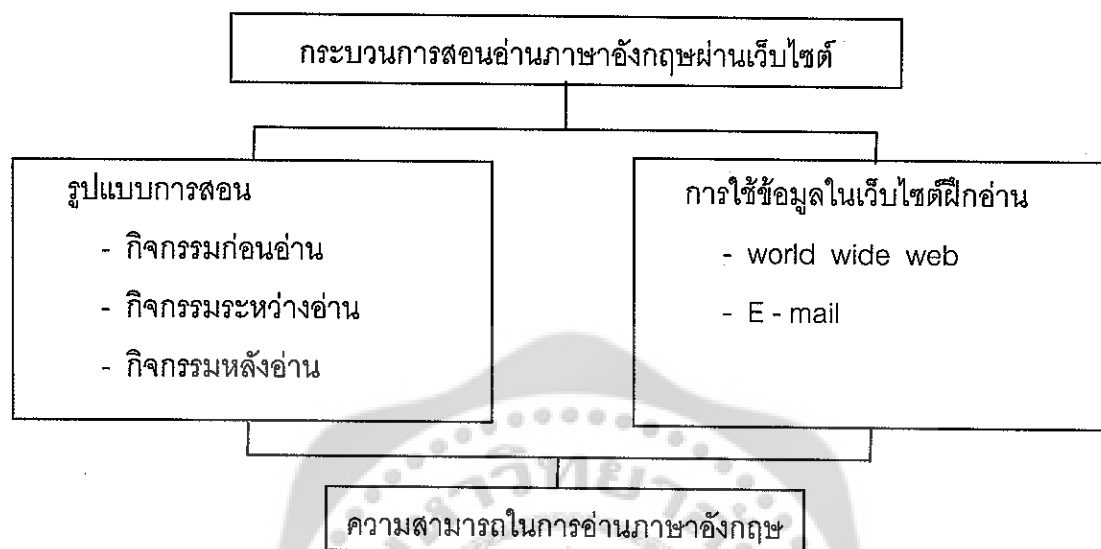 กระบวนการสอนอ่านภาษาอังกฤษผ่านเว็บไซต์
รูปแบบการสอน
- กิจกรรมก่อนอ่าน
- กิจกรรมระหว่างอ่าน
- กิจกรรมหลังอ่าน
การใช้ข้อมูลในเว็บไซต์ฝึกอ่าน
- world wide web
- E - mail
ความสามารถในการอ่านภาษาอังกฤษ